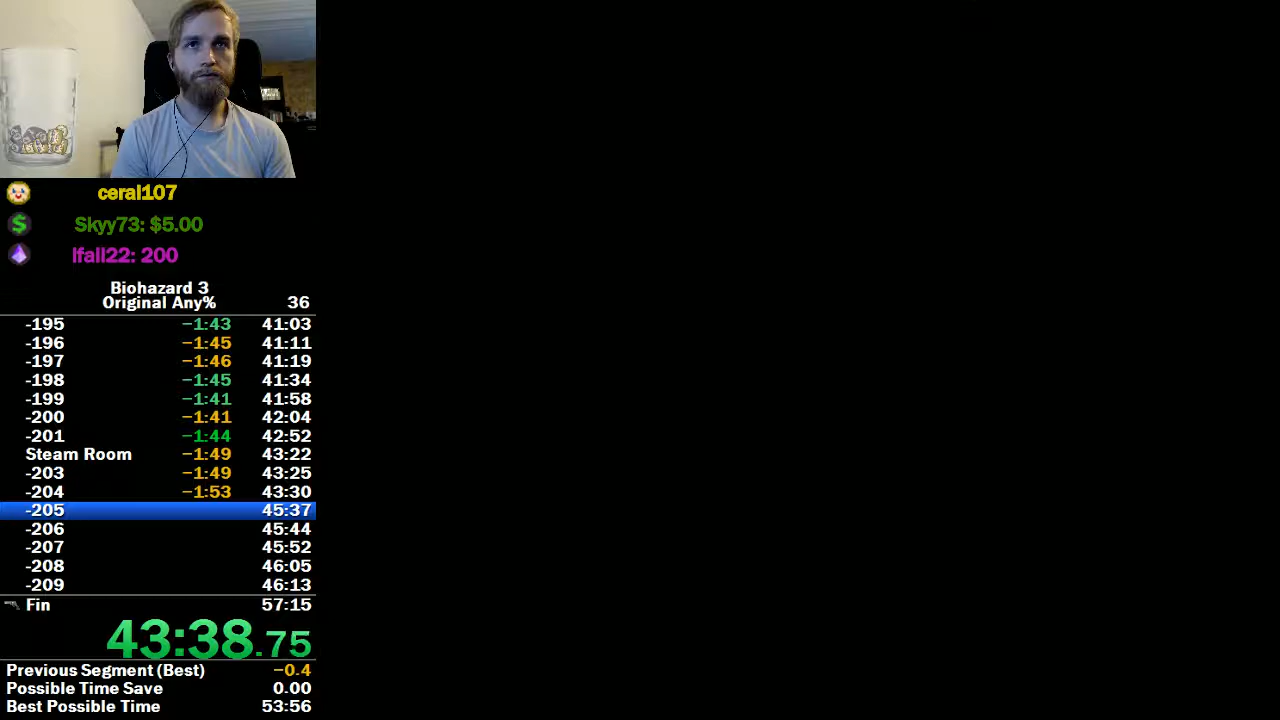 ceral107
Skyy73: $5.00
lfall22: 200
Biohazard 3
Original Any% 36
-195 −1:43 41:03
-196 −1:45 41:11
-197 −1:46 41:19
-198 −1:45 41:34
-199 −1:41 41:58
-200 −1:41 42:04
-201 −1:44 42:52
Steam Room −1:49 43:22
-203 −1:49 43:25
-204 −1:53 43:30
-205 45:37
-206 45:44
-207 45:52
-208 46:05
-209 46:13
Fin 57:15
43:38.75
Previous Segment (Best) −0.4
Possible Time Save 0.00
Best Possible Time 53:56